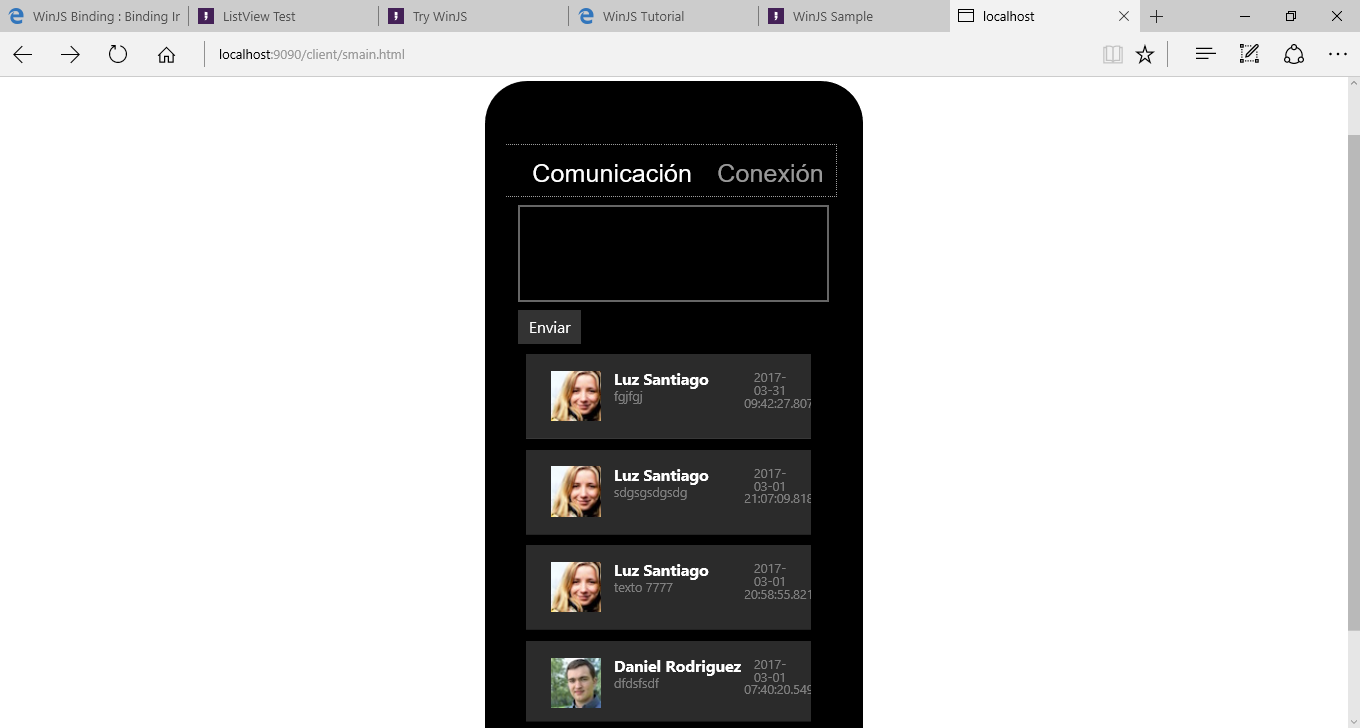 WinJS Binding : Binding Ir
ListView Test
Try WinJS
WinJS Tutorial
WinJS Sample
localhost
localhost:9090/client/smain.html
Comunicación Conexión
Enviar
Luz Santiago
fgjfgj
2017-
03-31
09:42:27.807
Luz Santiago
sdgsgsdgsdg
2017-
03-01
21:07:09.818
Luz Santiago
texto 7777
2017-
03-01
20:58:55.821
Daniel Rodriguez
dfdsfsdf
2017-
03-01
07:40:20.549